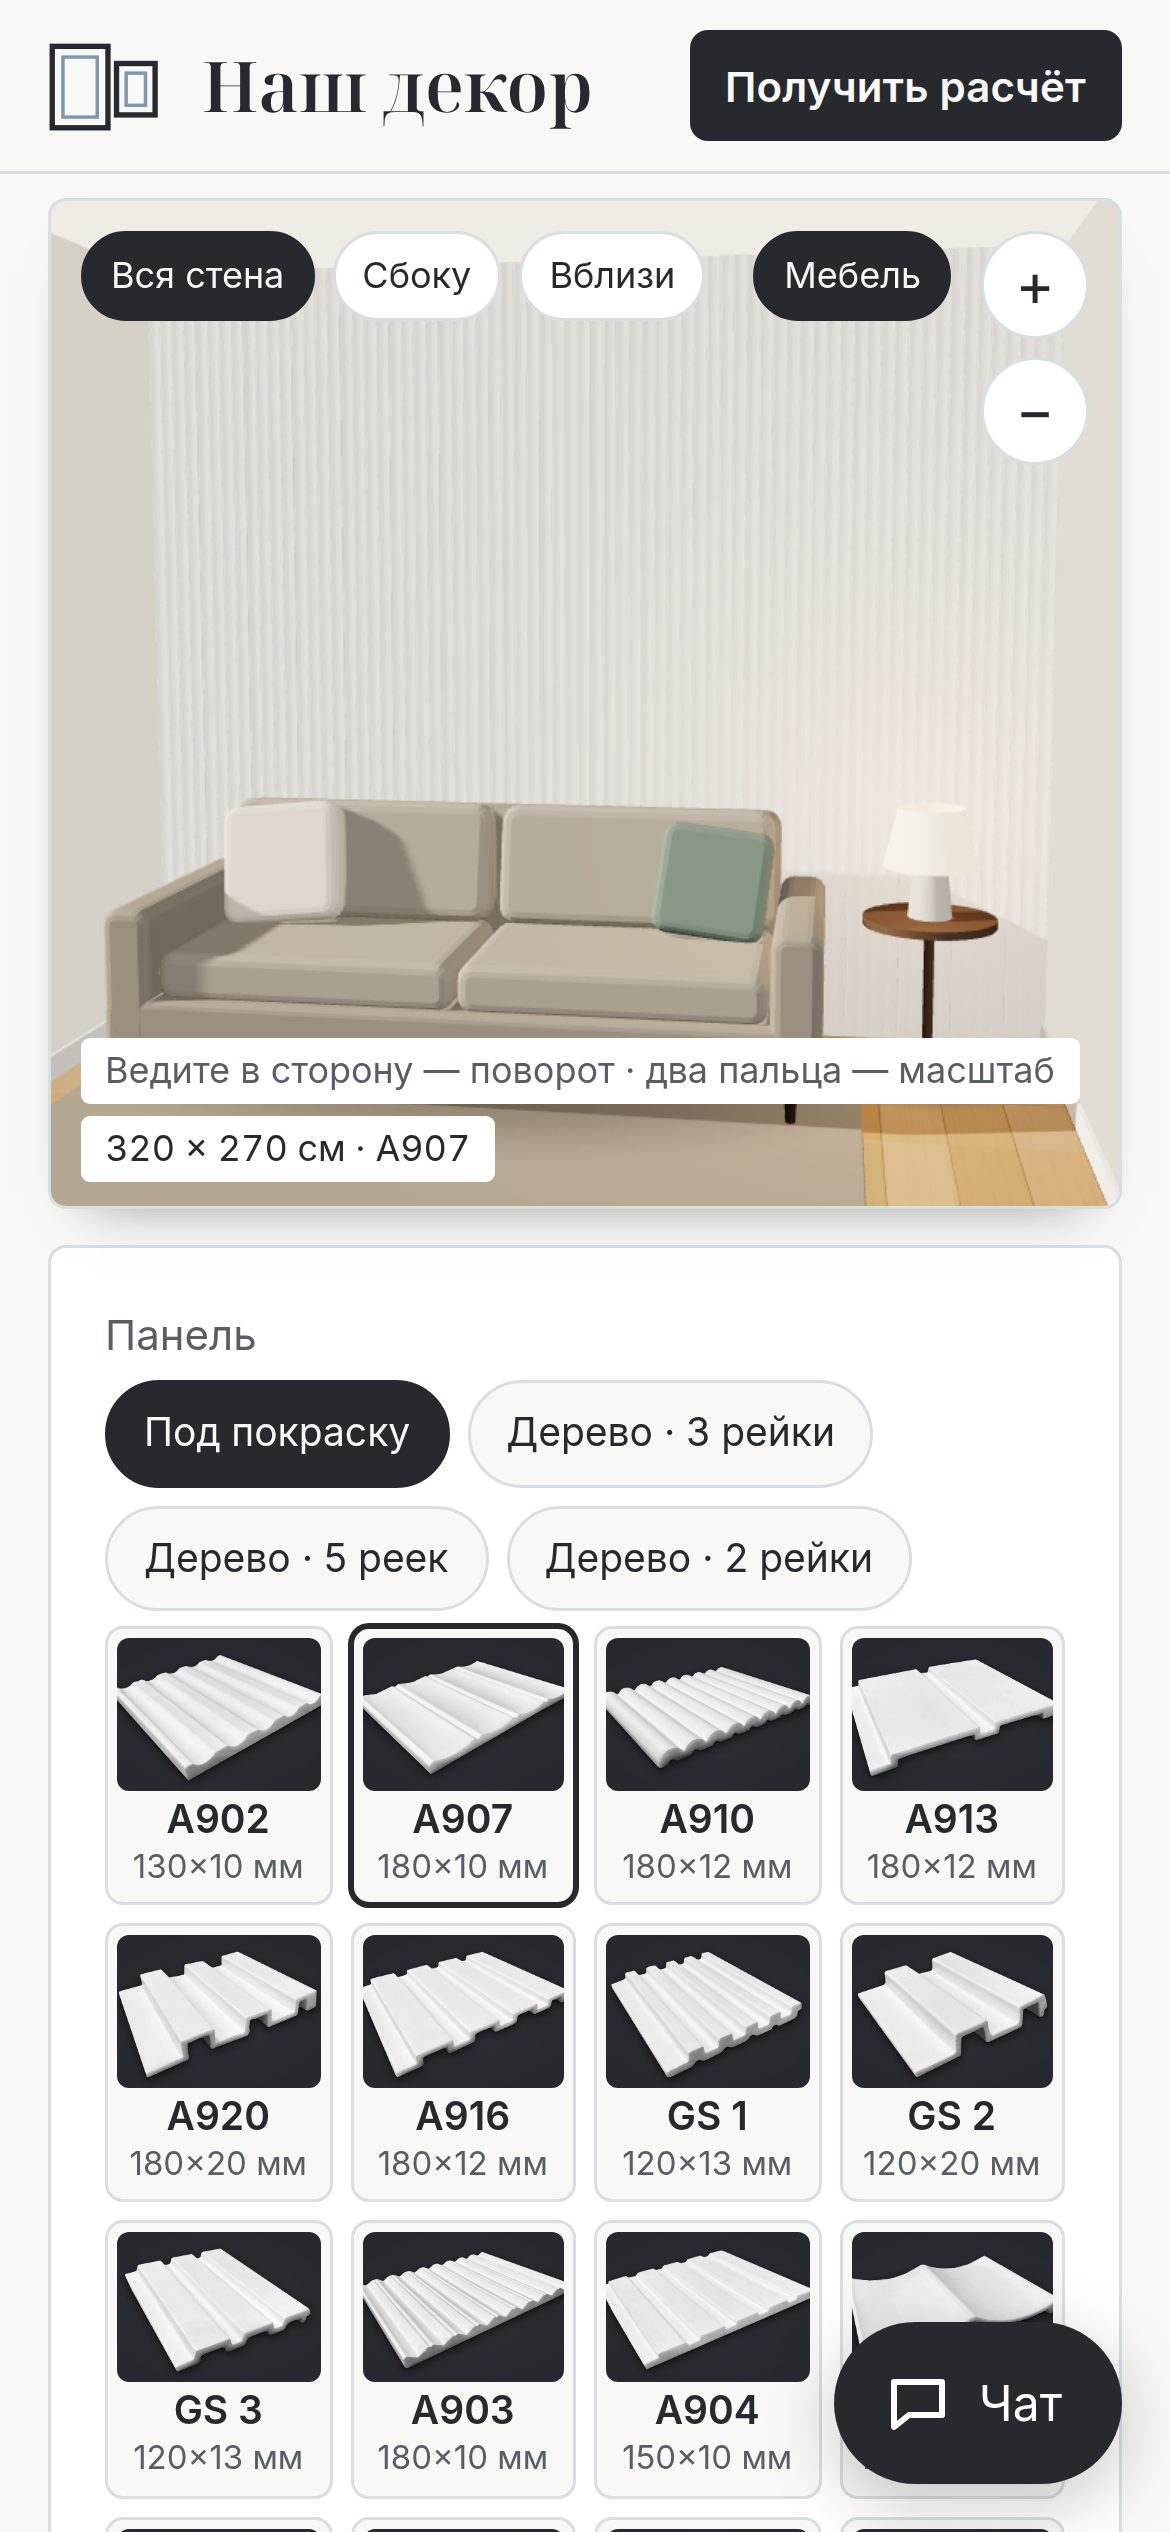 Наш декор
Получить расчёт
Вся стена
Сбоку
Вблизи
Мебель
+
−
Ведите в сторону — поворот · два пальца — масштаб
320 × 270 см · A907
Панель
Под покраску
Дерево · 3 рейки
Дерево · 5 реек
Дерево · 2 рейки
A902
A907
A910
A913
130×10 мм
180×10 мм
180×12 мм
180×12 мм
A920
A916
GS 1
GS 2
180×20 мм
180×12 мм
120×13 мм
120×20 мм
GS 3
A903
A904
120×13 мм
180×10 мм
150×10 мм
Чат